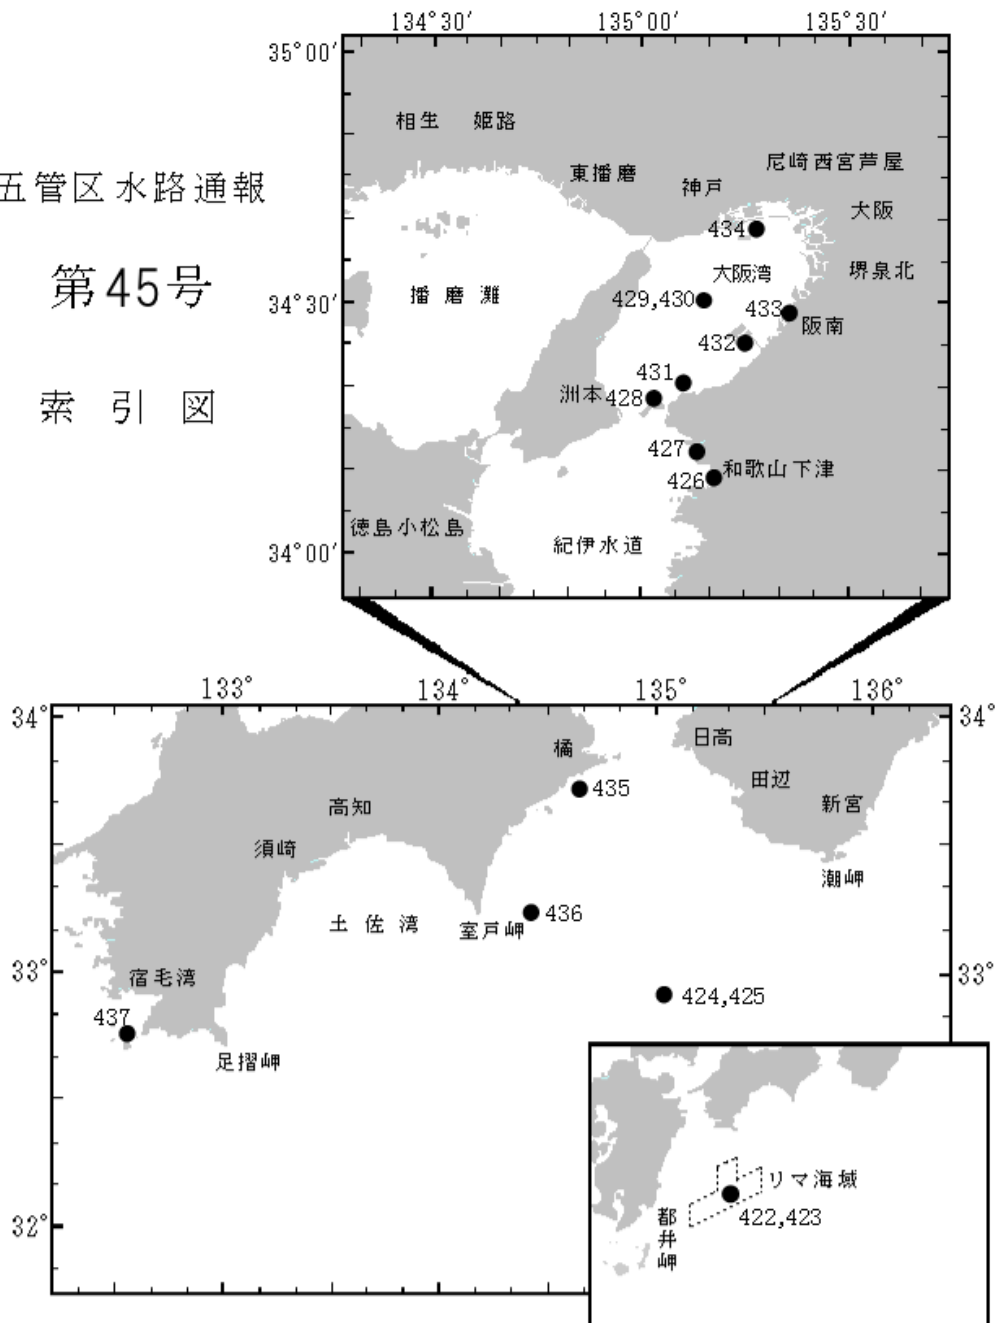 134°30′ 135°00′ 135°30′
35°00′
相生 姫路
尼崎西宮芦屋
東播磨
神戸
五管区水路通報
大阪
434
第45号
大阪湾
堺泉北
播磨灘
429,430
34°30′
433
阪南
432
431
索引図
洲本
428
427
和歌山下津
426
徳島小松島
紀伊水道
34°00′
133° 134° 135° 136°
34° 34°
日高
橘
田辺
435
新宮
高知
須崎
潮岬
436
土佐湾
室戸岬
33° 33°
宿毛湾
424,425
437
足摺岬
リマ海域
422,423
都井岬
32°